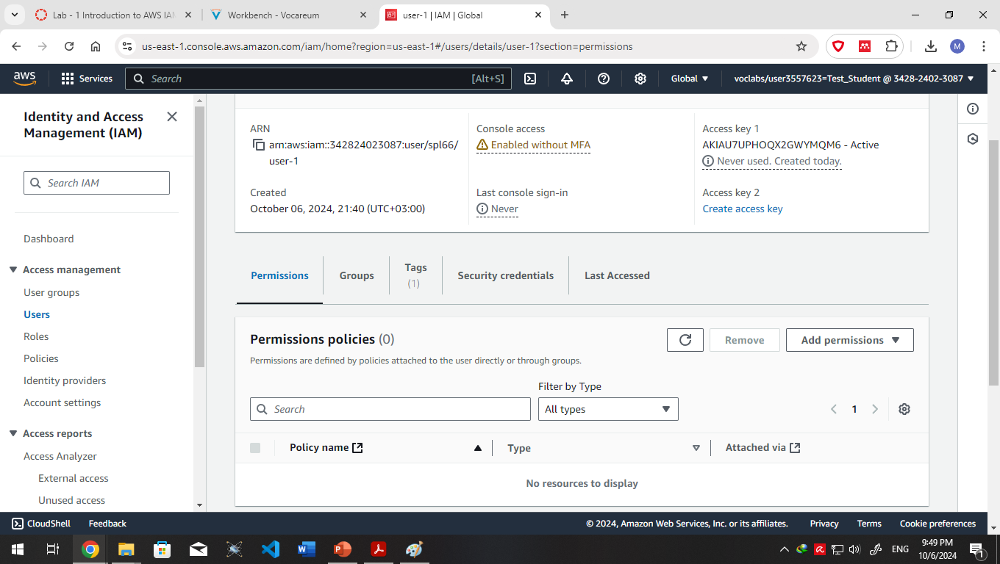 Lab - 1 Introduction to AWS IAM
Workbench - Vocareum
user-1 | IAM | Global
us-east-1.console.aws.amazon.com/iam/home?region=us-east-1#/users/details/user-1?section=permissions
M
aws
Services
Search
[Alt+S]
Global
voclabs/user3557623=Test_Student @ 3428-2402-3087
Identity and Access
Management (IAM)
Search IAM
Dashboard
Access management
User groups
Users
Roles
Policies
Identity providers
Account settings
Access reports
Access Analyzer
External access
Unused access
ARN
arn:aws:iam::342824023087:user/spl66/
user-1
Console access
Enabled without MFA
Access key 1
AKIAU7UPHOQX2GWYMQM6 - Active
Never used. Created today.
Created
October 06, 2024, 21:40 (UTC+03:00)
Last console sign-in
Never
Access key 2
Create access key
Permissions
Groups
Tags
(1)
Security credentials
Last Accessed
Permissions policies (0)
Remove
Add permissions
Permissions are defined by policies attached to the user directly or through groups.
Filter by Type
Search
All types
1
Policy name
Type
Attached via
No resources to display
CloudShell
Feedback
© 2024, Amazon Web Services, Inc. or its affiliates.
Privacy
Terms
Cookie preferences
ENG
9:49 PM
10/6/2024
1